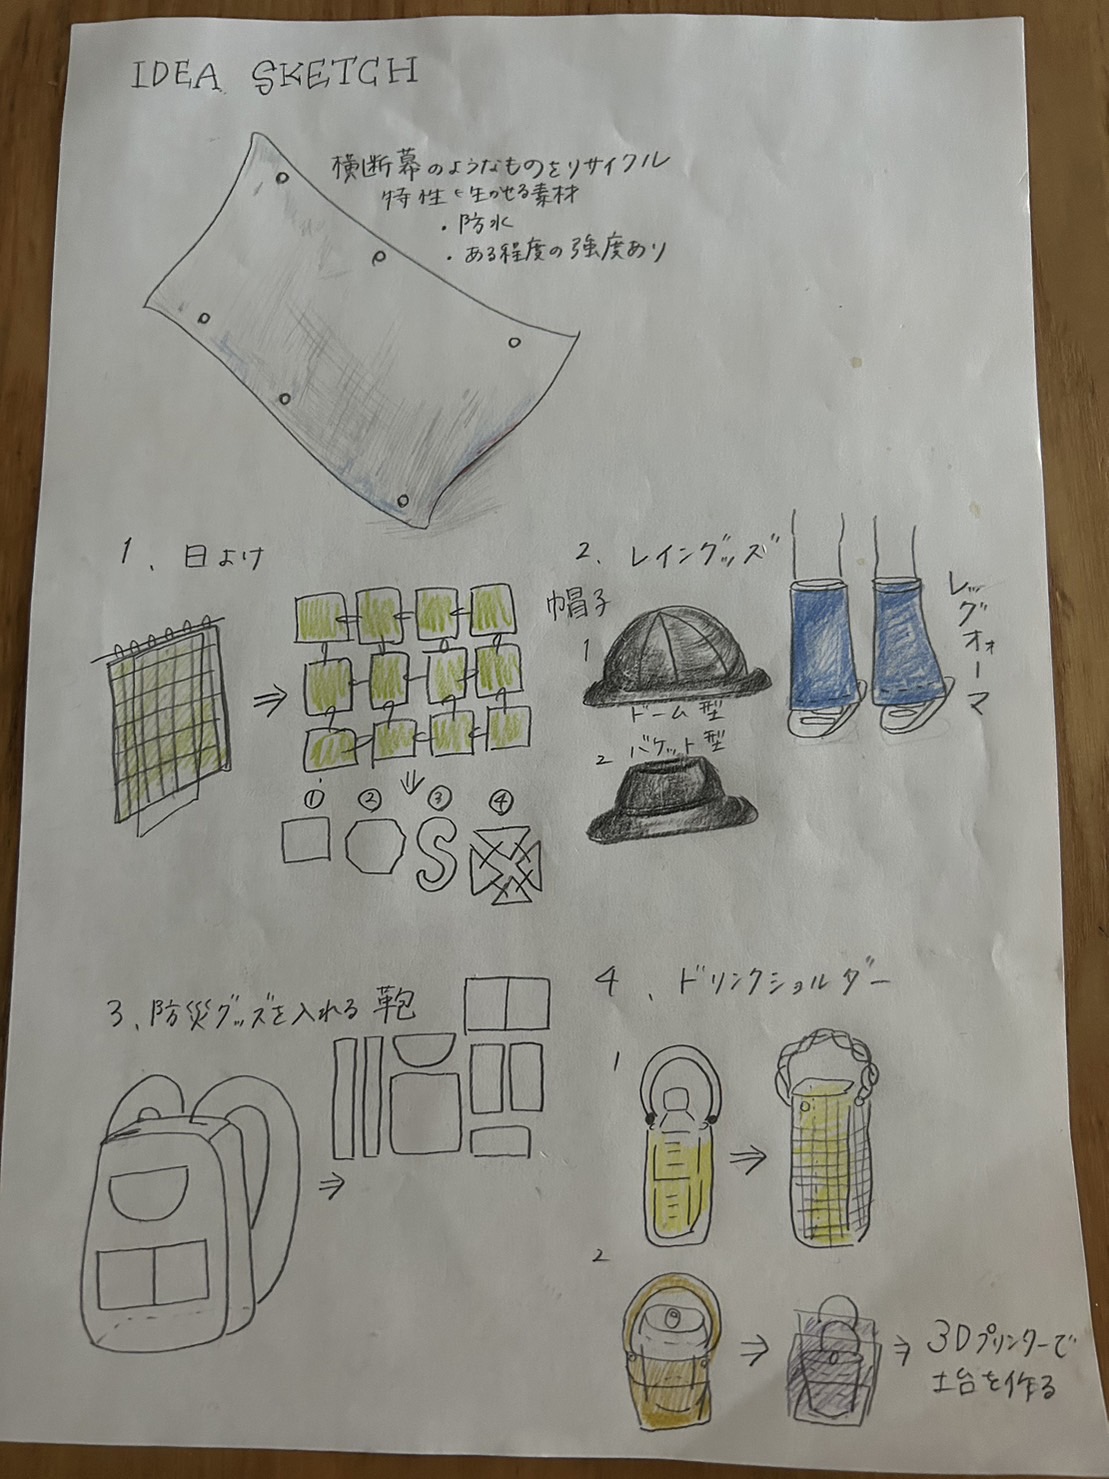 IDEA SKETCH
横断幕のようなものをリサイクル
特性を生かせる素材
・防水
・ある程度の強度あり
1、日よけ
① ② ③ ④
2、レイングッズ
帽子
1
ドーム型
2 バケット型
レッグウォーマ
3、防災グッズを入れる鞄
4、ドリンクショルダー
1
2
3Dプリンターで
土台を作る